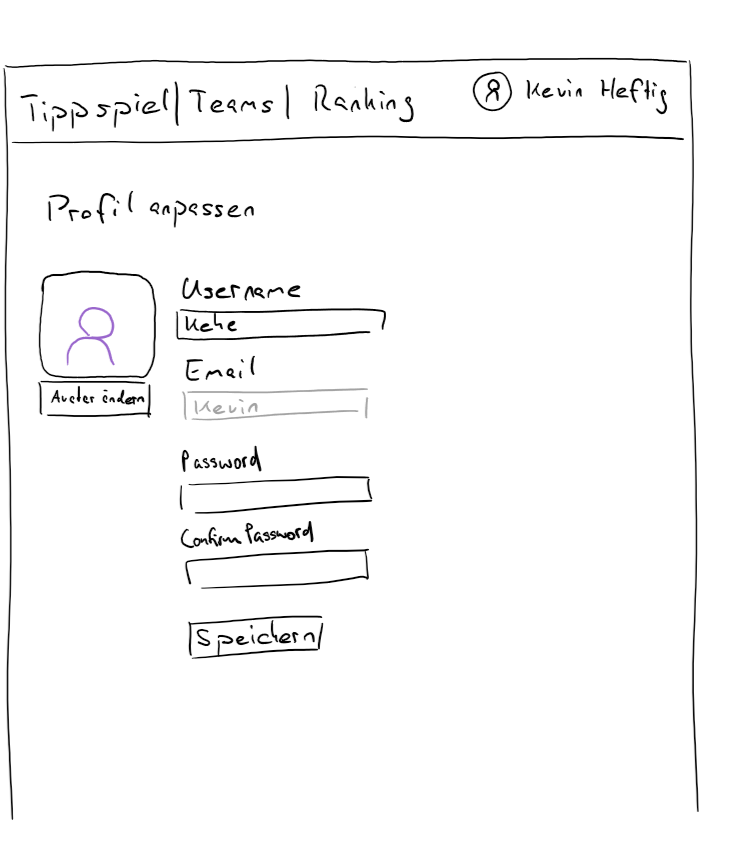 Tippspiel | Teams | Ranking Kevin Heftig
Profil anpassen
Username
Kehe
Avatar ändern
Email
Kevin
Password
Confirm Password
Speichern